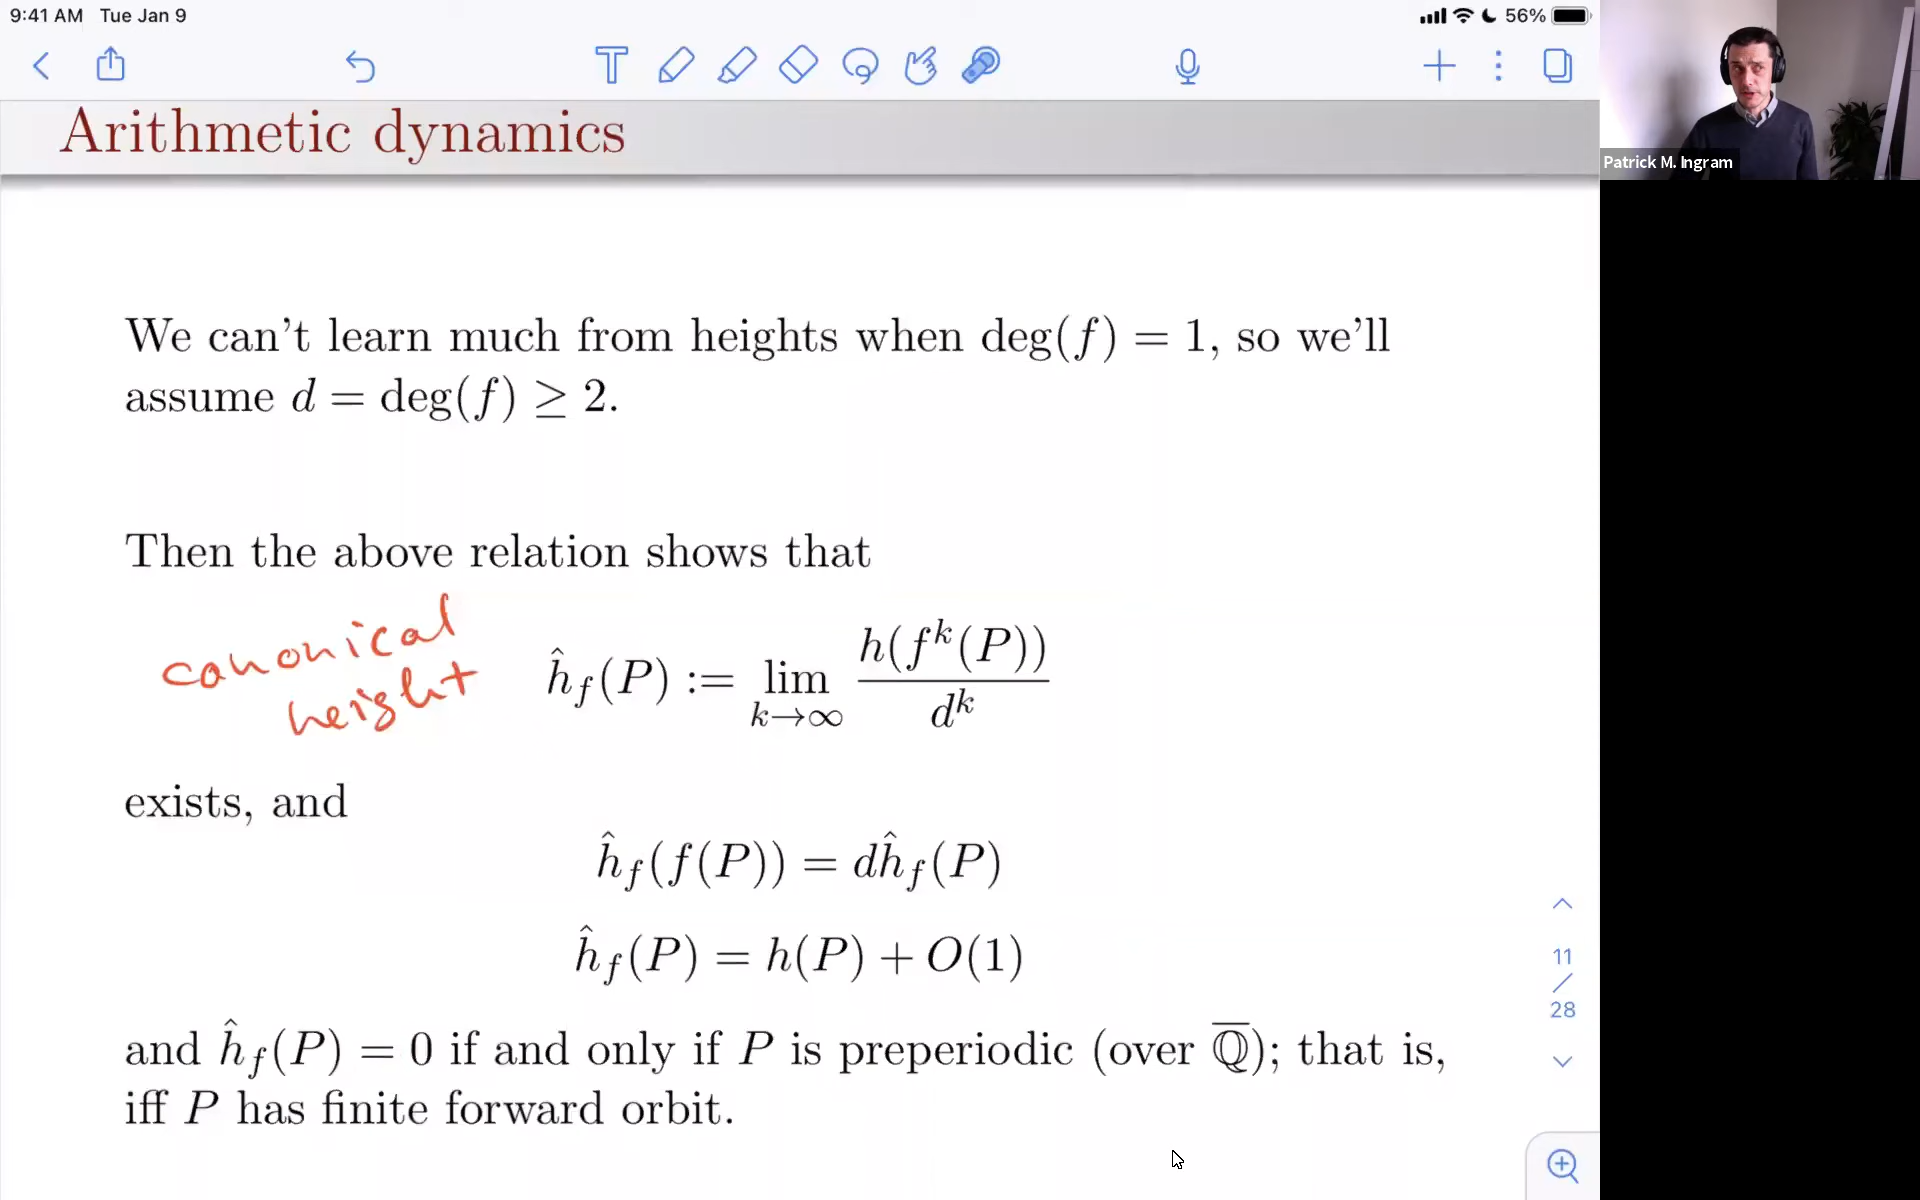 9:41 AM Tue Jan 9
56%
Patrick M. Ingram
Arithmetic dynamics
We can't learn much from heights when deg(f) = 1, so we'll
assume d = deg(f) ≥ 2.
Then the above relation shows that
canonical
height
ĥ_f(P) := lim_{k→∞} h(f^k(P)) / d^k
exists, and
ĥ_f(f(P)) = dĥ_f(P)
ĥ_f(P) = h(P) + O(1)
and ĥ_f(P) = 0 if and only if P is preperiodic (over Q̅); that is,
iff P has finite forward orbit.
11
/
28